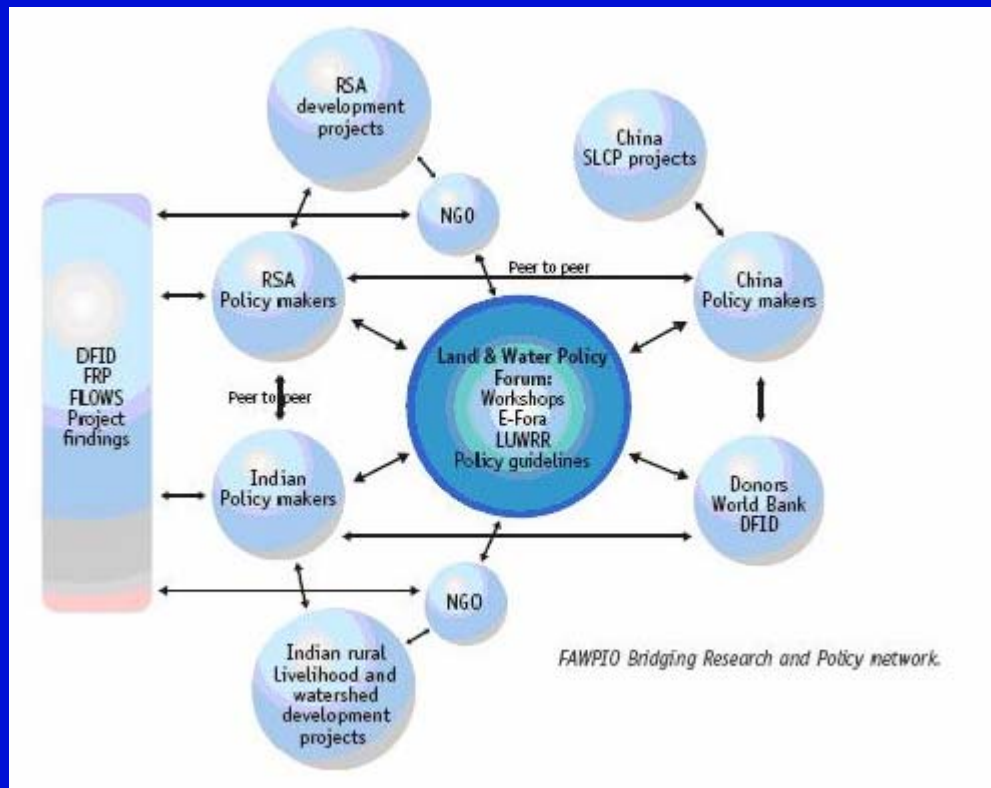 RSA
development
projects
China
SLCP projects
NGO
RSA
Policy makers
Peer to peer
China
Policy makers
DFID
FRP
FILOWS
Project
findings
Land & Water Policy
Forum:
Workshops
E-Fora
LUWRR
Policy guidelines
Peer to peer
Indian
Policy makers
Donors
World Bank
DFID
NGO
Indian rural
Livelihood and
watershed
development
projects
FAWPIO Bridging Research and Policy network.